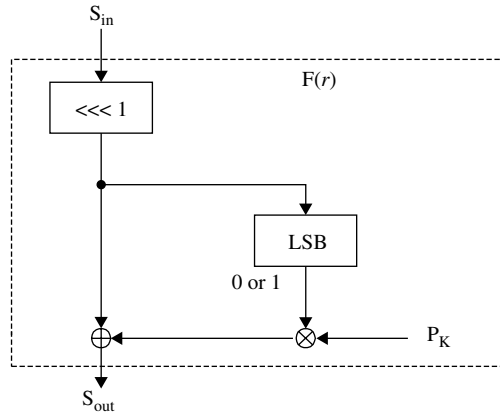 S_in
F(r)
<<< 1
LSB
0 or 1
P_K
S_out